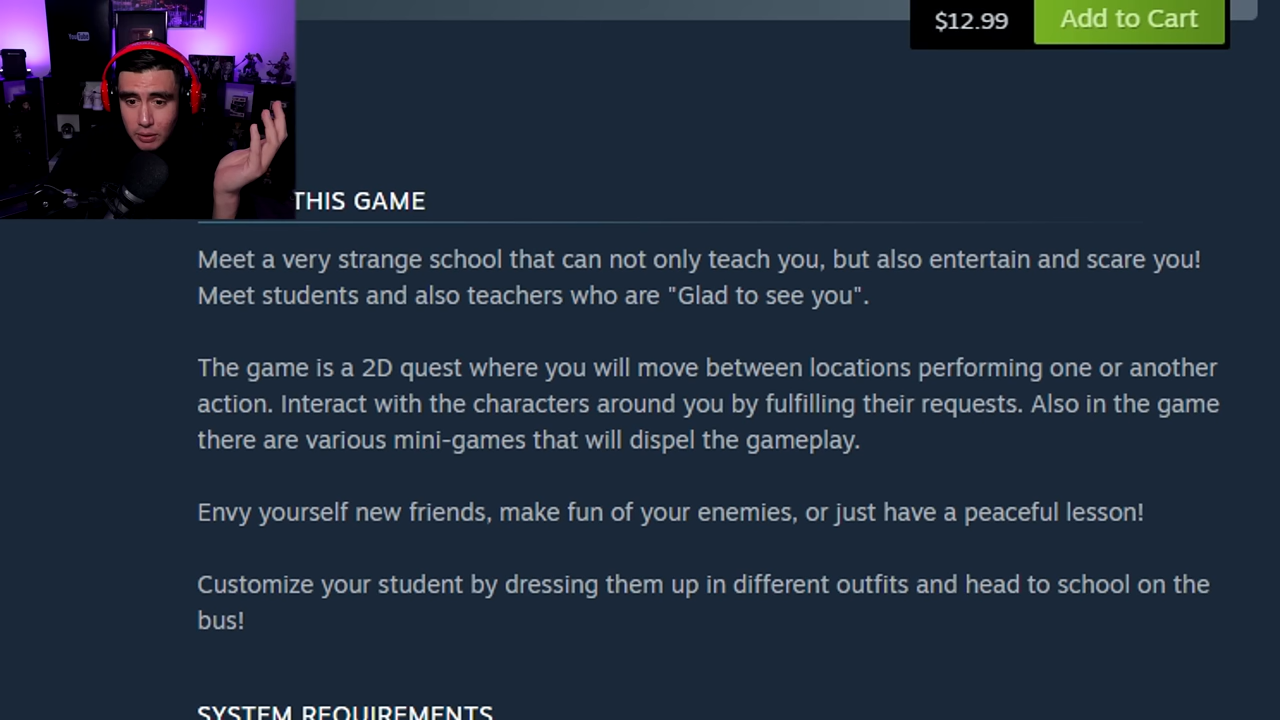 $12.99
Add to Cart
THIS GAME
Meet a very strange school that can not only teach you, but also entertain and scare you!
Meet students and also teachers who are "Glad to see you".
The game is a 2D quest where you will move between locations performing one or another
action. Interact with the characters around you by fulfilling their requests. Also in the game
there are various mini-games that will dispel the gameplay.
Envy yourself new friends, make fun of your enemies, or just have a peaceful lesson!
Customize your student by dressing them up in different outfits and head to school on the
bus!
SYSTEM REQUIREMENTS